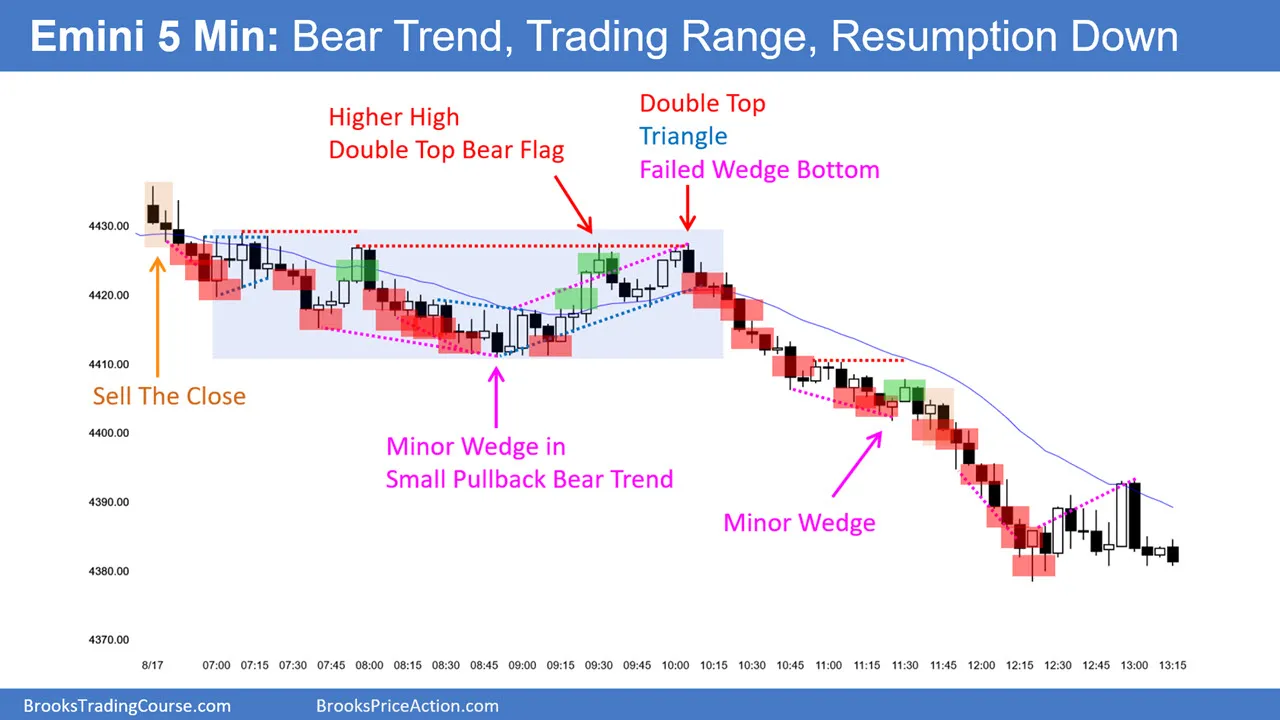 Emini 5 Min: Bear Trend, Trading Range, Resumption Down
Higher High
Double Top Bear Flag
Double Top
Triangle
Failed Wedge Bottom
4430.00
4420.00
4410.00
4400.00
4390.00
4380.00
4370.00
Sell The Close
Minor Wedge in
Small Pullback Bear Trend
Minor Wedge
8/17 07:00 07:15 07:30 07:45 08:00 08:15 08:30 08:45 09:00 09:15 09:30 09:45 10:00 10:15 10:30 10:45 11:00 11:15 11:30 11:45 12:00 12:15 12:30 12:45 13:00 13:15
BrooksTradingCourse.com BrooksPriceAction.com